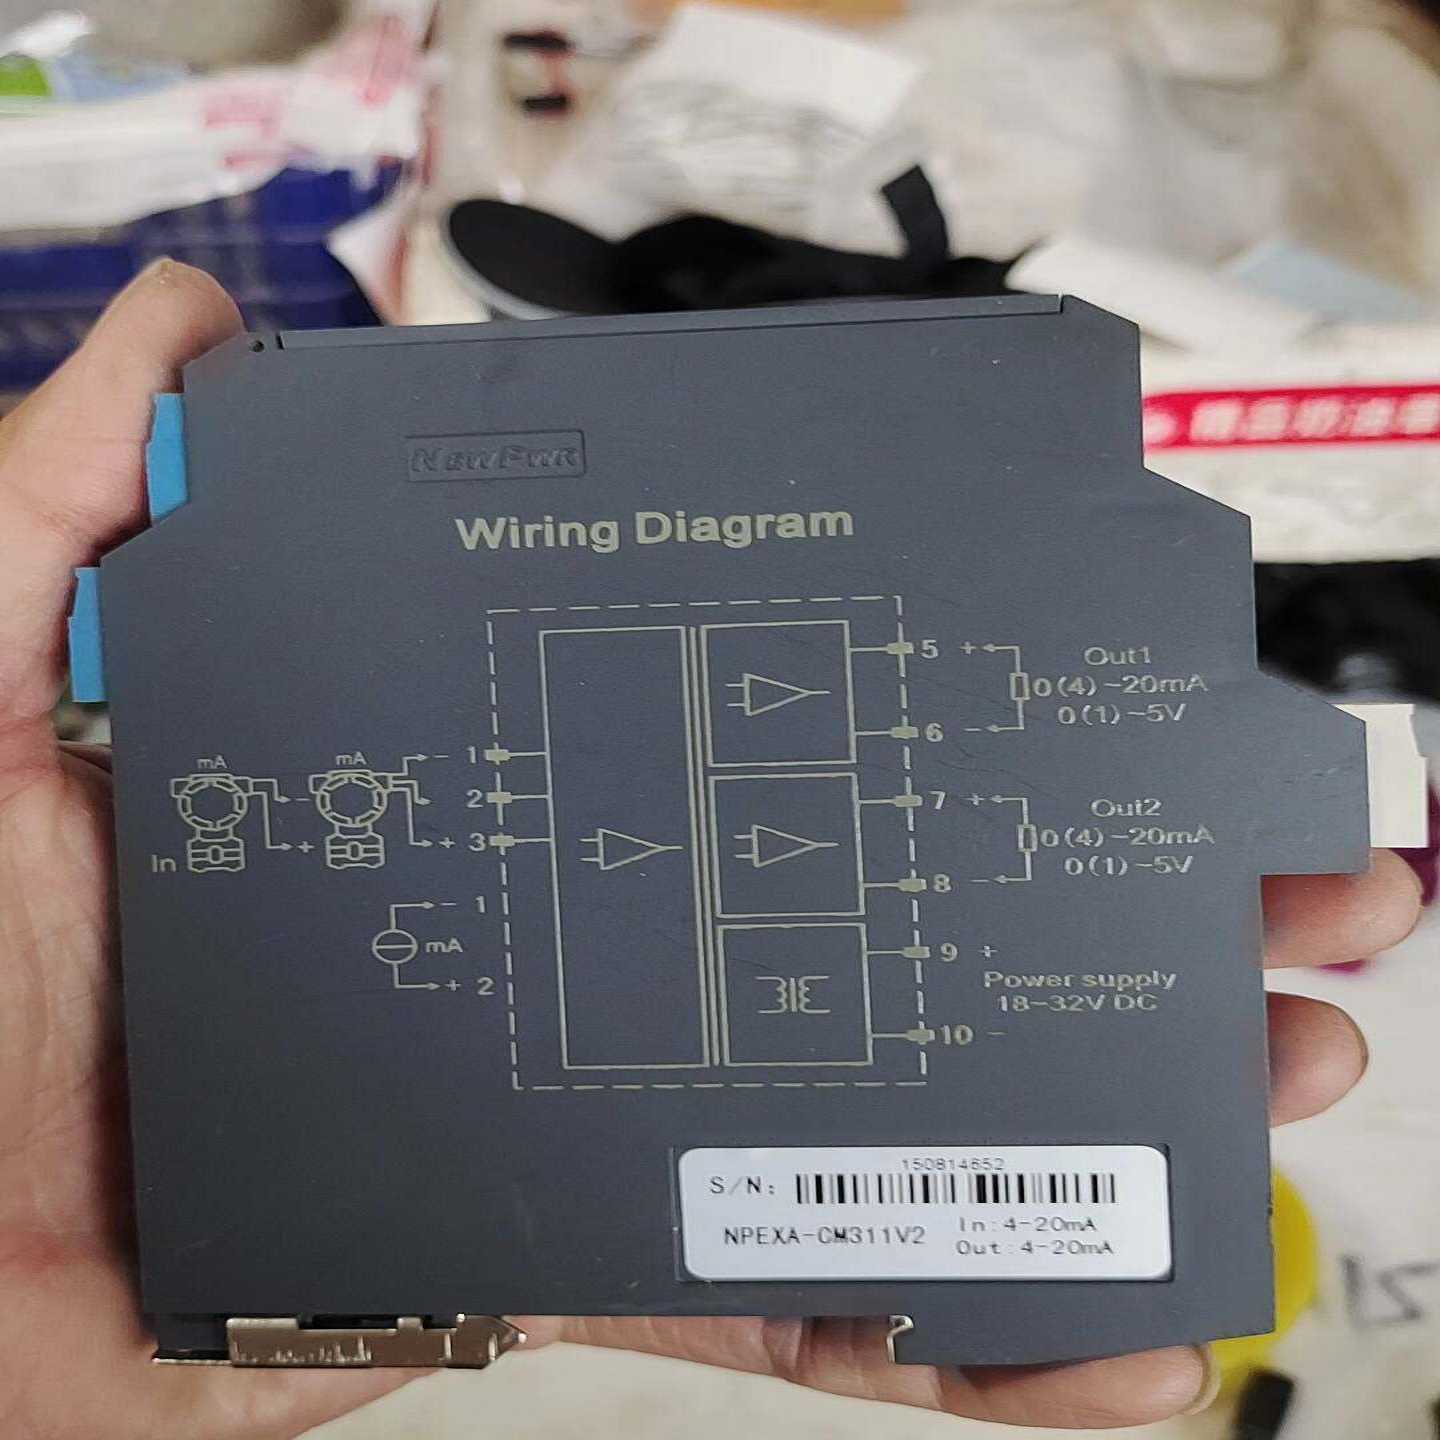 NewPwr
Wiring Diagram
mA
mA
- 1
- 2
+ + 3
In
- 1
mA
+ 2
5 +
6 -
Out1
0(4)-20mA
0(1)-5V
7 +
8 -
Out2
0(4)-20mA
0(1)-5V
9 +
Power supply
18-32V DC
10 -
150814652
S/N:
NPEXA-CM311V2
In:4-20mA
Out:4-20mA
15